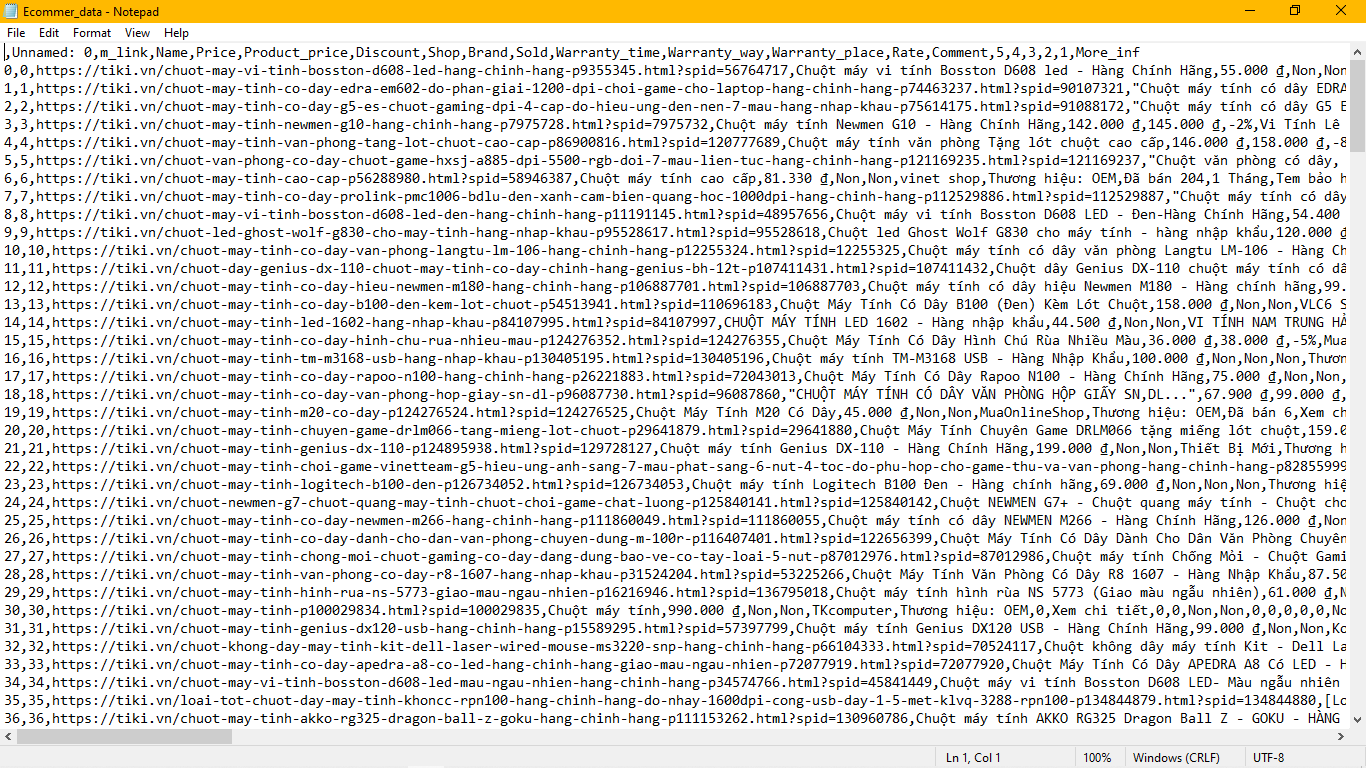 Ecommer_data - Notepad
File Edit Format View Help
,Unnamed: 0,m_link,Name,Price,Product_price,Discount,Shop,Brand,Sold,Warranty_time,Warranty_way,Warranty_place,Rate,Comment,5,4,3,2,1,More_inf
0,0,https://tiki.vn/chuot-may-vi-tinh-bosston-d608-led-hang-chinh-hang-p9355345.html?spid=56764717,Chuột máy vi tính Bosston D608 led - Hàng Chính Hãng,55.000 ₫,Non,Non
1,1,https://tiki.vn/chuot-may-tinh-co-day-edra-em602-do-phan-giai-1200-dpi-choi-game-cho-laptop-hang-chinh-hang-p74463237.html?spid=90107321,"Chuột máy tính có dây EDRA
2,2,https://tiki.vn/chuot-may-tinh-co-day-g5-es-chuot-gaming-dpi-4-cap-do-hieu-ung-den-nen-7-mau-hang-nhap-khau-p75614175.html?spid=91088172,"Chuột máy tính có dây G5 E
3,3,https://tiki.vn/chuot-may-tinh-newmen-g10-hang-chinh-hang-p7975728.html?spid=7975732,Chuột máy tính Newmen G10 - Hàng Chính Hãng,142.000 ₫,145.000 ₫,-2%,Vi Tính Lê
4,4,https://tiki.vn/chuot-may-tinh-van-phong-tang-lot-chuot-cao-cap-p86900816.html?spid=120777689,Chuột máy tính văn phòng Tặng lót chuột cao cấp,146.000 ₫,158.000 ₫,-8
5,5,https://tiki.vn/chuot-van-phong-co-day-chuot-game-hxsj-a885-dpi-5500-rgb-doi-7-mau-lien-tuc-hang-chinh-hang-p121169235.html?spid=121169237,"Chuột văn phòng có dây,
6,6,https://tiki.vn/chuot-may-tinh-cao-cap-p56288980.html?spid=58946387,Chuột máy tính cao cấp,81.330 ₫,Non,Non,vinet shop,Thương hiệu: OEM,Đã bán 204,1 Tháng,Tem bảo h
7,7,https://tiki.vn/chuot-may-tinh-co-day-prolink-pmc1006-bdlu-den-xanh-cam-bien-quang-hoc-1000dpi-hang-chinh-hang-p112529886.html?spid=112529887,"Chuột máy tính có dây
8,8,https://tiki.vn/chuot-may-vi-tinh-bosston-d608-led-den-hang-chinh-hang-p11191145.html?spid=48957656,Chuột máy vi tính Bosston D608 LED - Đen-Hàng Chính Hãng,54.400
9,9,https://tiki.vn/chuot-led-ghost-wolf-g830-cho-may-tinh-hang-nhap-khau-p95528617.html?spid=95528618,Chuột led Ghost Wolf G830 cho máy tính - hàng nhập khẩu,120.000 ₫
10,10,https://tiki.vn/chuot-may-tinh-co-day-van-phong-langtu-lm-106-hang-chinh-hang-p12255324.html?spid=12255325,Chuột máy tính có dây văn phòng Langtu LM-106 - Hàng Ch
11,11,https://tiki.vn/chuot-day-genius-dx-110-chuot-may-tinh-co-day-chinh-hang-genius-bh-12t-p107411431.html?spid=107411432,Chuột dây Genius DX-110 chuột máy tính có dâ
12,12,https://tiki.vn/chuot-may-tinh-co-day-hieu-newmen-m180-hang-chinh-hang-p106887701.html?spid=106887703,Chuột máy tính có dây hiệu Newmen M180 - Hàng chính hãng,99.
13,13,https://tiki.vn/chuot-may-tinh-co-day-b100-den-kem-lot-chuot-p54513941.html?spid=110696183,Chuột Máy Tính Có Dây B100 (Đen) Kèm Lót Chuột,158.000 ₫,Non,Non,VLC6 S
14,14,https://tiki.vn/chuot-may-tinh-led-1602-hang-nhap-khau-p84107995.html?spid=84107997,CHUỘT MÁY TÍNH LED 1602 - Hàng nhập khẩu,44.500 ₫,Non,Non,VI TÍNH NAM TRUNG HẢ
15,15,https://tiki.vn/chuot-may-tinh-co-day-hinh-chu-rua-nhieu-mau-p124276352.html?spid=124276355,Chuột Máy Tính Có Dây Hình Chú Rùa Nhiều Màu,36.000 ₫,38.000 ₫,-5%,Mua
16,16,https://tiki.vn/chuot-may-tinh-tm-m3168-usb-hang-nhap-khau-p130405195.html?spid=130405196,Chuột máy tính TM-M3168 USB - Hàng Nhập Khẩu,100.000 ₫,Non,Non,Non,Thươn
17,17,https://tiki.vn/chuot-may-tinh-co-day-rapoo-n100-hang-chinh-hang-p26221883.html?spid=72043013,Chuột Máy Tính Có Dây Rapoo N100 - Hàng Chính Hãng,75.000 ₫,Non,Non,
18,18,https://tiki.vn/chuot-may-tinh-co-day-van-phong-hop-giay-sn-dl-p96087730.html?spid=96087860,"CHUỘT MÁY TÍNH CÓ DÂY VĂN PHÒNG HỘP GIẤY SN,DL...",67.900 ₫,99.000 ₫,
19,19,https://tiki.vn/chuot-may-tinh-m20-co-day-p124276524.html?spid=124276525,Chuột Máy Tính M20 Có Dây,45.000 ₫,Non,Non,MuaOnlineShop,Thương hiệu: OEM,Đã bán 6,Xem ch
20,20,https://tiki.vn/chuot-may-tinh-chuyen-game-drlm066-tang-mieng-lot-chuot-p29641879.html?spid=29641880,Chuột Máy Tính Chuyên Game DRLM066 tặng miếng lót chuột,159.0
21,21,https://tiki.vn/chuot-may-tinh-genius-dx-110-p124895938.html?spid=129728127,Chuột máy tính Genius DX-110 - Hàng Chính Hãng,199.000 ₫,Non,Non,Thiết Bị Mới,Thương h
22,22,https://tiki.vn/chuot-may-tinh-choi-game-vinetteam-g5-hieu-ung-anh-sang-7-mau-phat-sang-6-nut-4-toc-do-phu-hop-cho-game-thu-va-van-phong-hang-chinh-hang-p82855999
23,23,https://tiki.vn/chuot-may-tinh-logitech-b100-den-p126734052.html?spid=126734053,Chuột máy tính Logitech B100 Đen - Hàng chính hãng,69.000 ₫,Non,Non,Non,Thương hiệ
24,24,https://tiki.vn/chuot-newmen-g7-chuot-quang-may-tinh-chuot-choi-game-chat-luong-p125840141.html?spid=125840142,Chuột NEWMEN G7+ - Chuột quang máy tính - Chuột chơ
25,25,https://tiki.vn/chuot-may-tinh-co-day-newmen-m266-hang-chinh-hang-p111860049.html?spid=111860055,Chuột máy tính có dây NEWMEN M266 - Hàng Chính Hãng,126.000 ₫,Non
26,26,https://tiki.vn/chuot-may-tinh-co-day-danh-cho-dan-van-phong-chuyen-dung-m-100r-p116407401.html?spid=122656399,Chuột Máy Tính Có Dây Dành Cho Dân Văn Phòng Chuyên
27,27,https://tiki.vn/chuot-may-tinh-chong-moi-chuot-gaming-co-day-dang-dung-bao-ve-co-tay-loai-5-nut-p87012976.html?spid=87012986,Chuột máy tính Chống Mỏi - Chuột Gami
28,28,https://tiki.vn/chuot-may-tinh-van-phong-co-day-r8-1607-hang-nhap-khau-p31524204.html?spid=53225266,Chuột Máy Tính Văn Phòng Có Dây R8 1607 - Hàng Nhập Khẩu,87.50
29,29,https://tiki.vn/chuot-may-tinh-hinh-rua-ns-5773-giao-mau-ngau-nhien-p16216946.html?spid=136795018,Chuột máy tính hình rùa NS 5773 (Giao màu ngẫu nhiên),61.000 ₫,N
30,30,https://tiki.vn/chuot-may-tinh-p100029834.html?spid=100029835,Chuột máy tính,990.000 ₫,Non,Non,TKcomputer,Thương hiệu: OEM,0,Xem chi tiết,0,0,Non,Non,0,0,0,0,0,No
31,31,https://tiki.vn/chuot-may-tinh-genius-dx120-usb-hang-chinh-hang-p15589295.html?spid=57397799,Chuột máy tính Genius DX120 USB - Hàng Chính Hãng,99.000 ₫,Non,Non,Ko
32,32,https://tiki.vn/chuot-khong-day-may-tinh-kit-dell-laser-wired-mouse-ms3220-snp-hang-chinh-hang-p66104333.html?spid=70524117,Chuột không dây máy tính Kit - Dell La
33,33,https://tiki.vn/chuot-may-tinh-co-day-apedra-a8-co-led-hang-chinh-hang-giao-mau-ngau-nhien-p72077919.html?spid=72077920,Chuột Máy Tính Có Dây APEDRA A8 Có LED - H
34,34,https://tiki.vn/chuot-may-vi-tinh-bosston-d608-led-mau-ngau-nhien-hang-chinh-hang-p34574766.html?spid=45841449,Chuột máy vi tính Bosston D608 LED- Màu ngẫu nhiên
35,35,https://tiki.vn/loai-tot-chuot-day-may-tinh-khoncc-rpn100-hang-chinh-hang-do-nhay-1600dpi-cong-usb-day-1-5-met-klvq-3288-rpn100-p134844879.html?spid=134844880,[Lo
36,36,https://tiki.vn/chuot-may-tinh-akko-rg325-dragon-ball-z-goku-hang-chinh-hang-p111153262.html?spid=130960786,Chuột máy tính AKKO RG325 Dragon Ball Z - GOKU - HÀNG
Ln 1, Col 1 100% Windows (CRLF) UTF-8